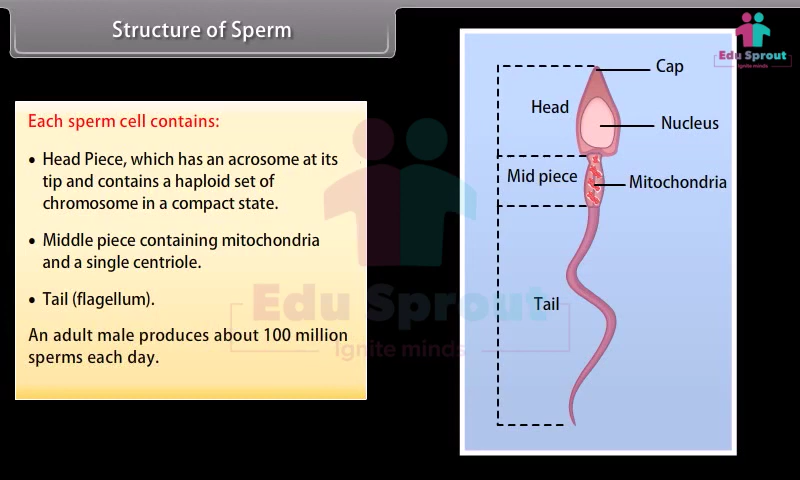 Structure of Sperm
Edu Sprout
Ignite minds
Each sperm cell contains:
• Head Piece, which has an acrosome at its
tip and contains a haploid set of
chromosome in a compact state.
• Middle piece containing mitochondria
and a single centriole.
• Tail (flagellum).
An adult male produces about 100 million
sperms each day.
Cap
Head
Nucleus
Mid piece
Mitochondria
Tail
Edu Sprout
Ignite minds